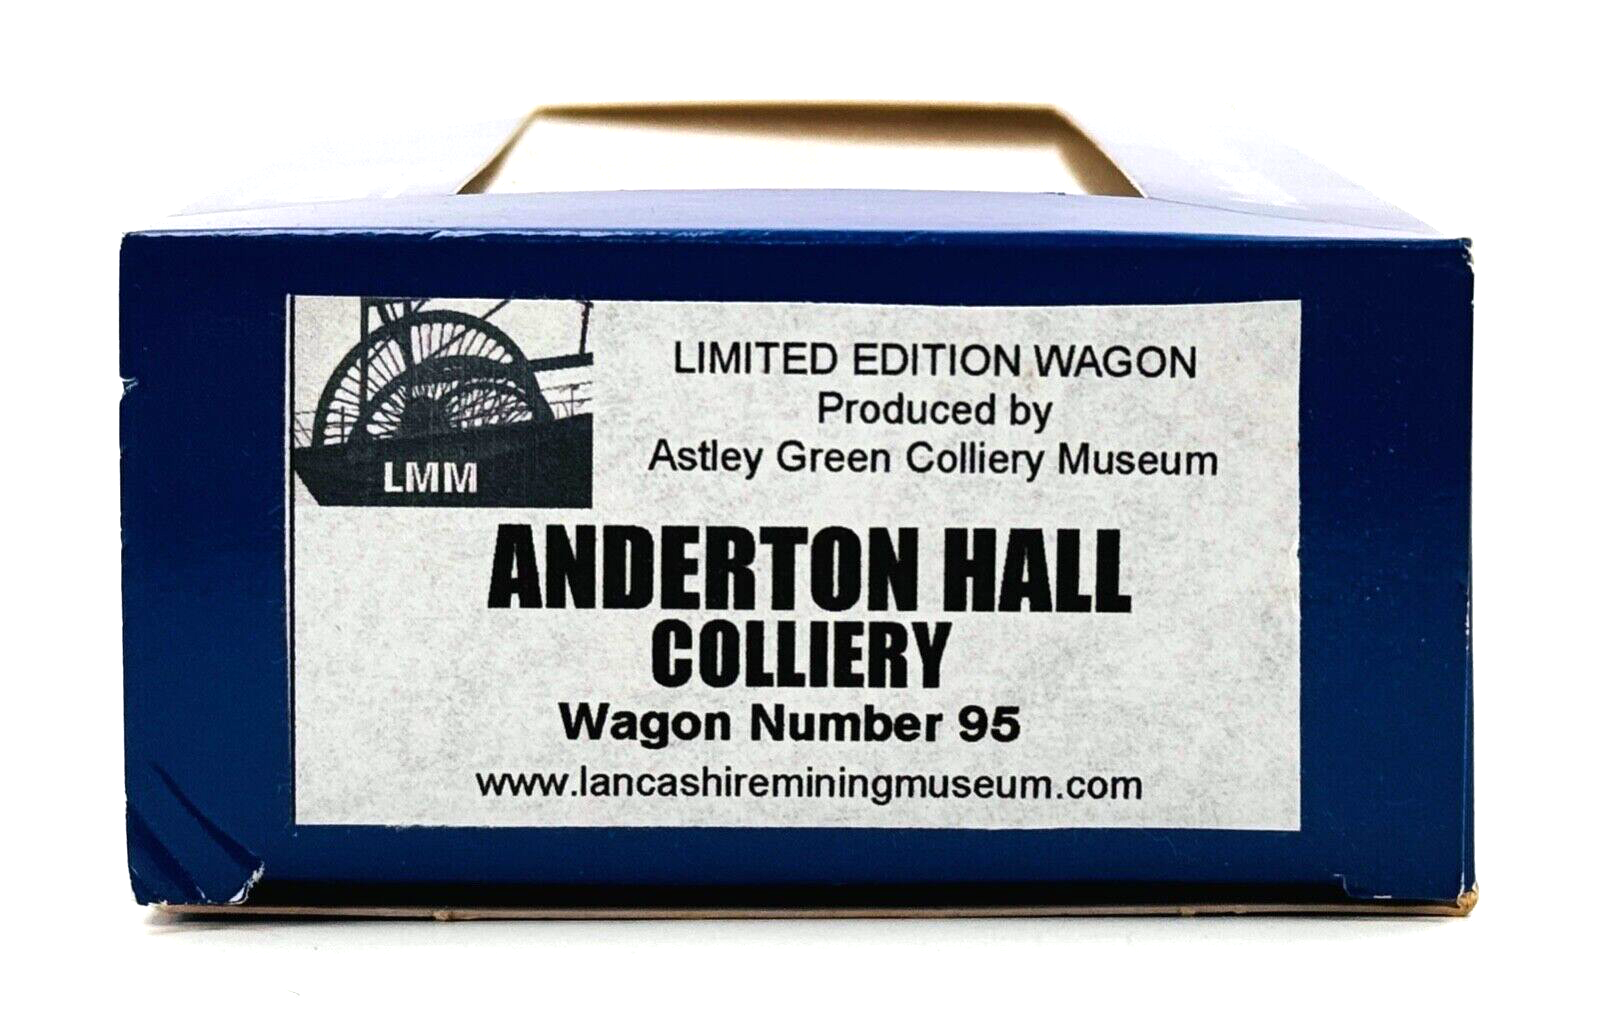 LMM
LIMITED EDITION WAGON
Produced by
Astley Green Colliery Museum
ANDERTON HALL
COLLIERY
Wagon Number 95
www.lancashireminingmuseum.com